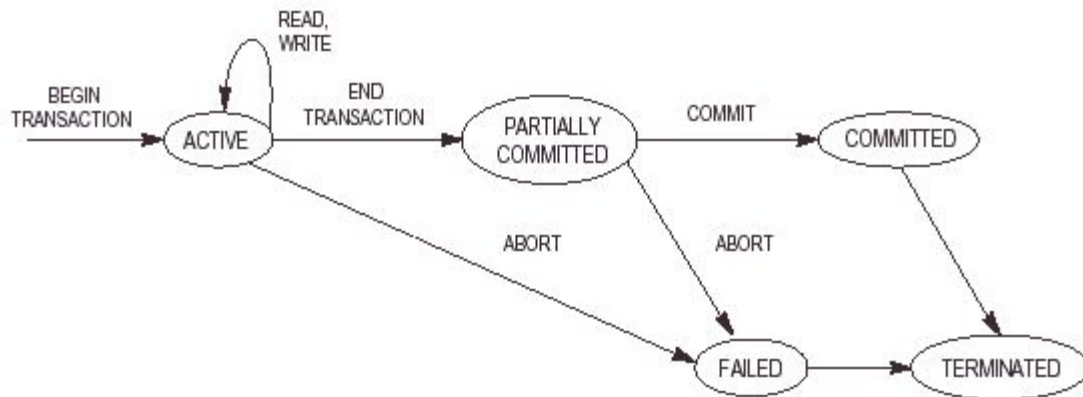 READ,
WRITE
BEGIN
TRANSACTION
END
TRANSACTION
ACTIVE
PARTIALLY
COMMITTED
COMMIT
COMMITTED
ABORT
ABORT
FAILED
TERMINATED